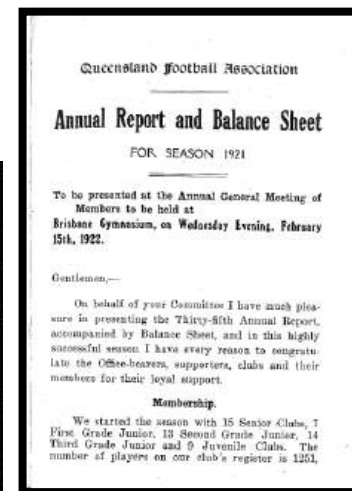 Queensland Football Association
Annual Report and Balance Sheet
FOR SEASON 1921
To be presented at the Annual General Meeting of
Members to be held at
Brisbane Gymnasium, on Wednesday Evening, February
15th, 1922.
Gentlemen,—
On behalf of your Committee I have much plea-
sure in presenting the Thirty-fifth Annual Report,
accompanied by Balance Sheet, and in this highly
successful season I have every reason to congratu-
late the Office-bearers, supporters, clubs and their
members for their loyal support.
Membership.
We started the season with 15 Senior Clubs, 7
First Grade Junior, 13 Second Grade Junior, 14
Third Grade Junior and 9 Juvenile Clubs. The
number of players on our club's register is 1251,